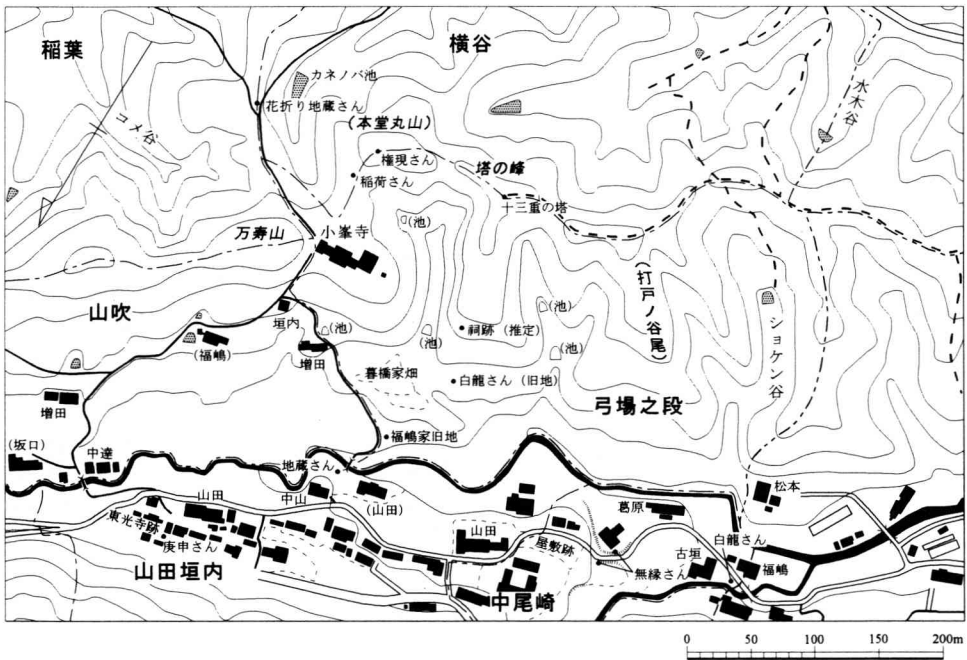 稲葉
横谷
カネノバ池
花折り地蔵さん
コメ谷
(本堂丸山)
権現さん
稲荷さん
塔の峰
十三重の塔
イ
水木谷
(池)
万寿山
小峯寺
(打戸ノ谷尾)
山吹
垣内
(池)
(福嶋)
増田
(池)
祠跡(推定)
(池)
(池)
ショケン谷
暮橋家畑
白龍さん(旧地)
弓場之段
増田
福嶋家旧地
(坂口)
中達
地蔵さん
山田
中山
(山田)
東光寺跡
庚申さん
山田垣内
山田
屋敷跡
中尾崎
葛原
松本
白龍さん
古垣
福嶋
無縁さん
0 50 100 150 200m